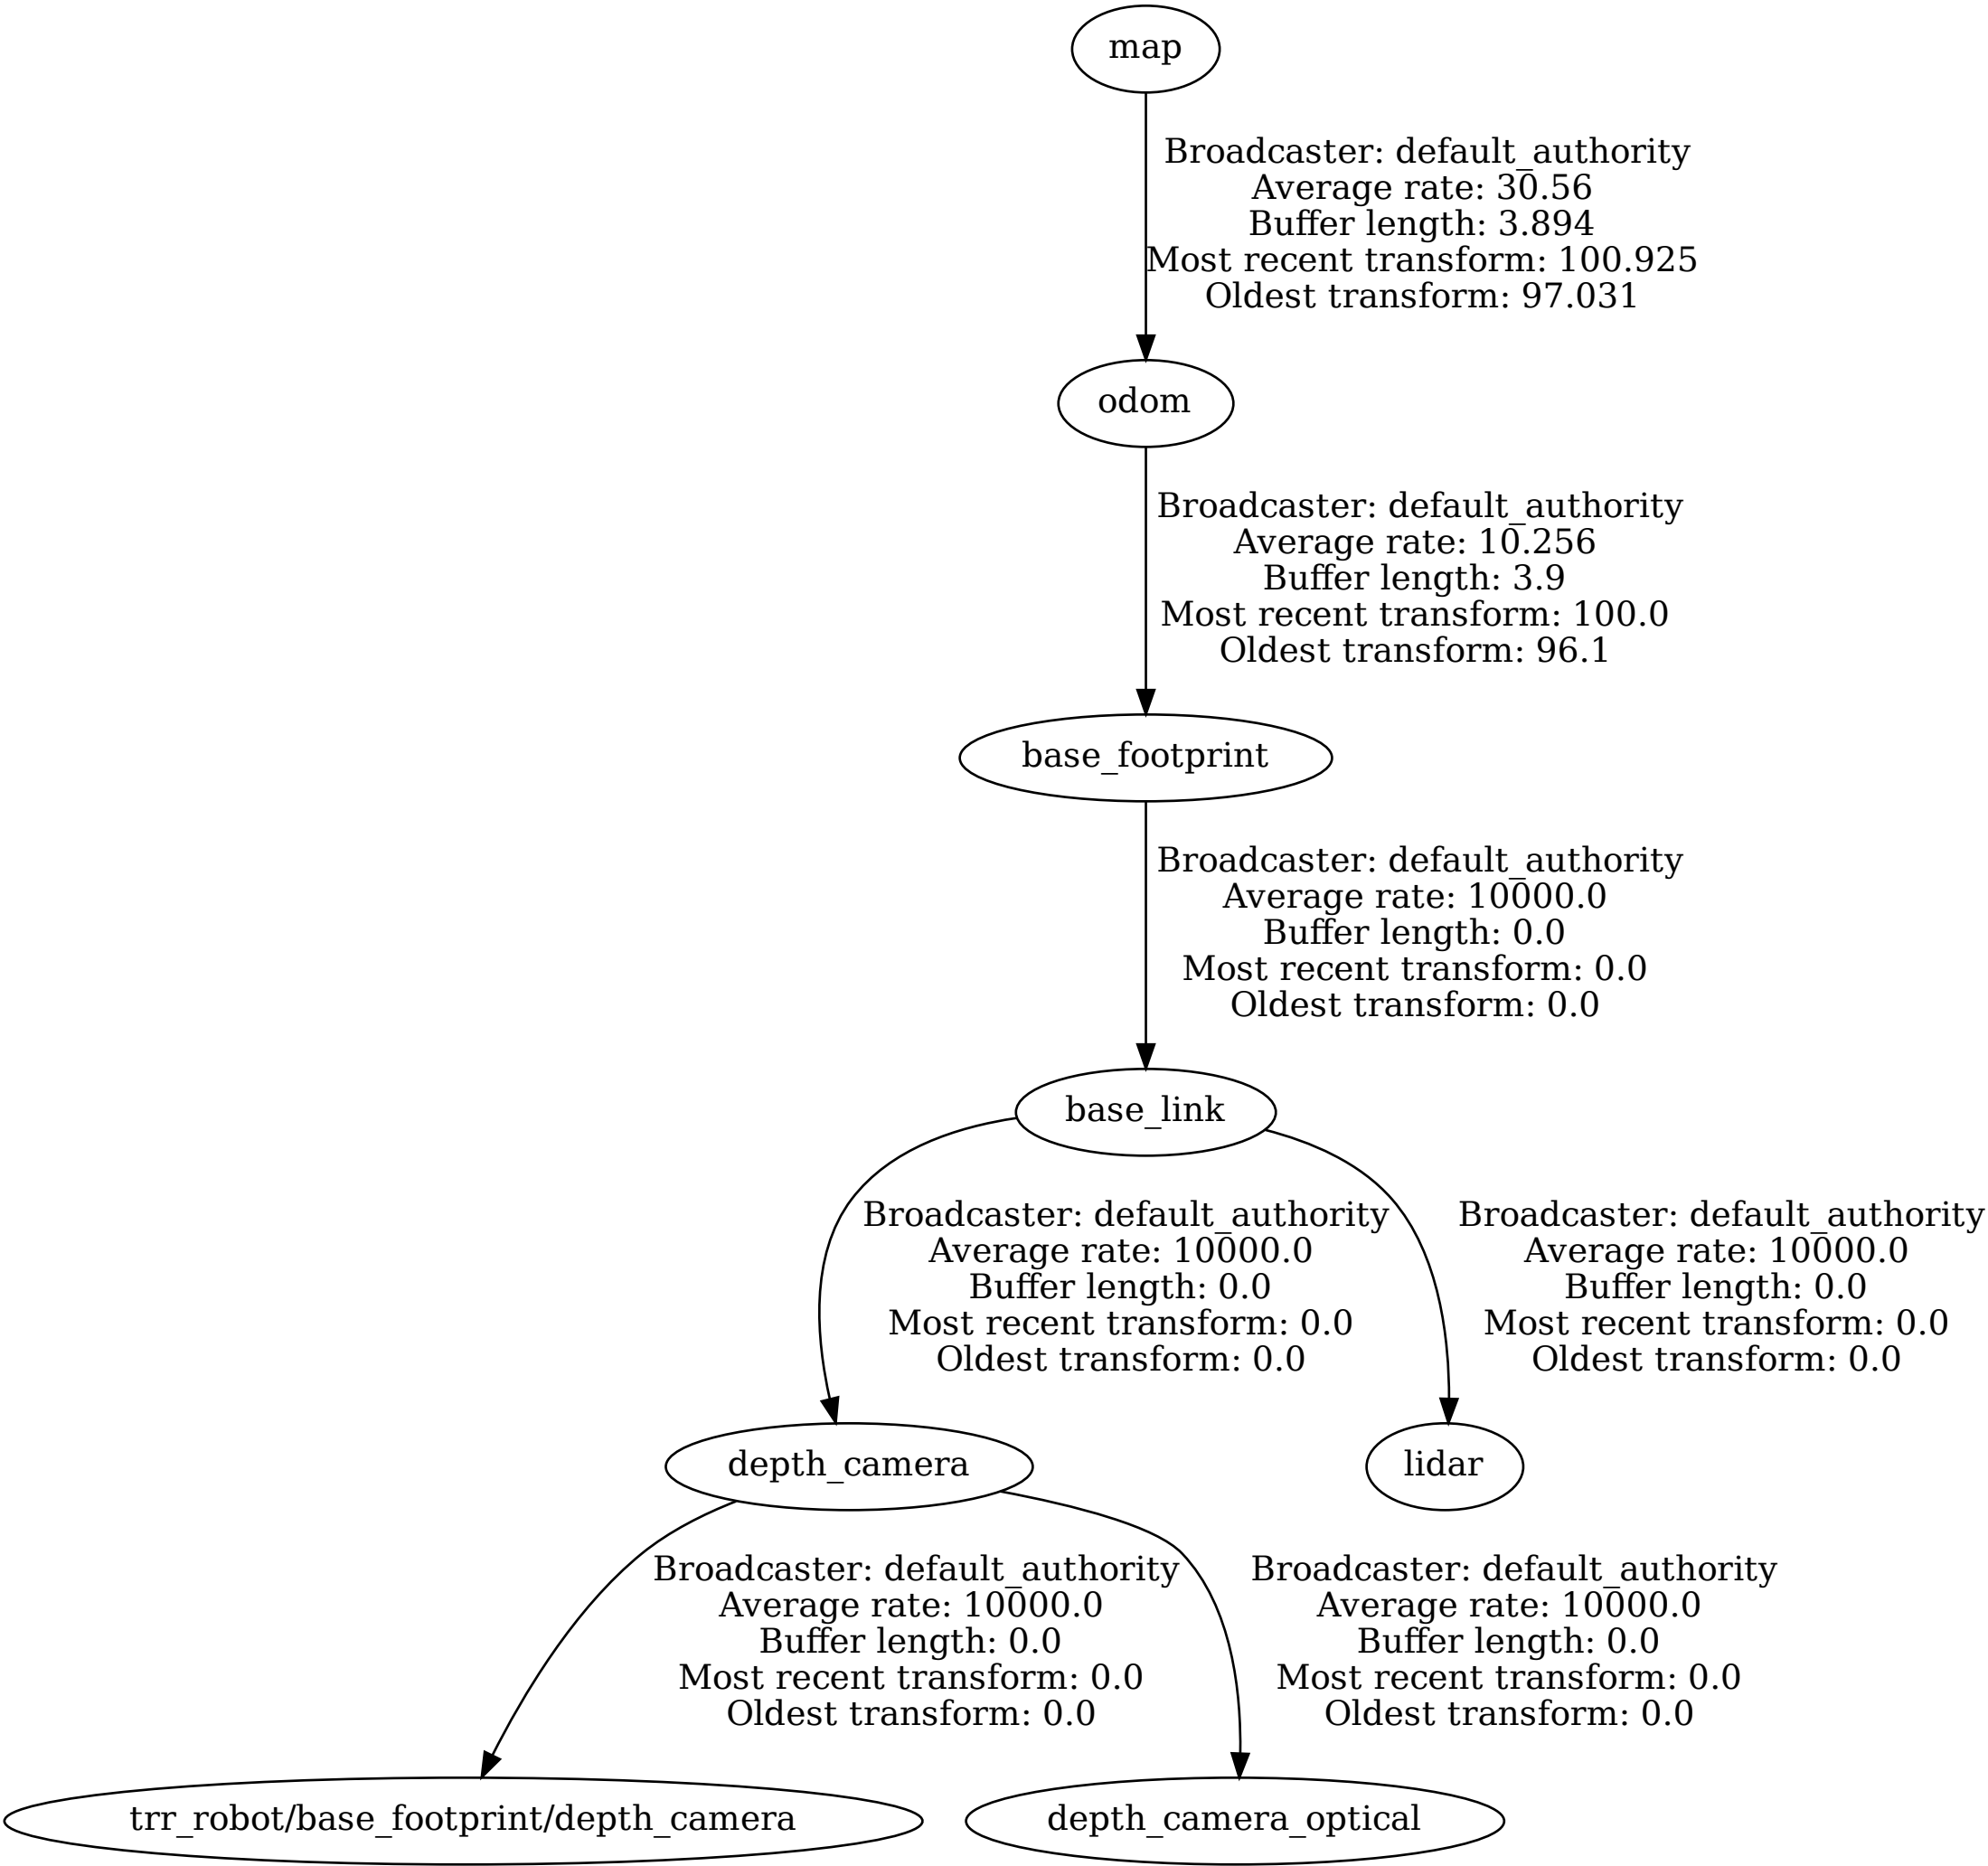 map
Broadcaster: default_authority
Average rate: 30.56
Buffer length: 3.894
Most recent transform: 100.925
Oldest transform: 97.031
odom
Broadcaster: default_authority
Average rate: 10.256
Buffer length: 3.9
Most recent transform: 100.0
Oldest transform: 96.1
base_footprint
Broadcaster: default_authority
Average rate: 10000.0
Buffer length: 0.0
Most recent transform: 0.0
Oldest transform: 0.0
base_link
Broadcaster: default_authority
Average rate: 10000.0
Buffer length: 0.0
Most recent transform: 0.0
Oldest transform: 0.0
Broadcaster: default_authority
Average rate: 10000.0
Buffer length: 0.0
Most recent transform: 0.0
Oldest transform: 0.0
depth_camera
lidar
Broadcaster: default_authority
Average rate: 10000.0
Buffer length: 0.0
Most recent transform: 0.0
Oldest transform: 0.0
Broadcaster: default_authority
Average rate: 10000.0
Buffer length: 0.0
Most recent transform: 0.0
Oldest transform: 0.0
trr_robot/base_footprint/depth_camera
depth_camera_optical